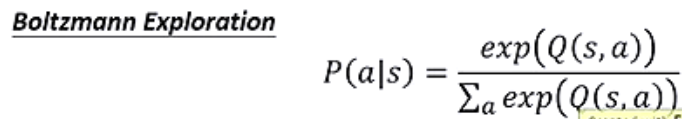 Boltzmann Exploration
P(a|s) = exp(Q(s, a)) / ∑ₐ exp(Q(s, a))